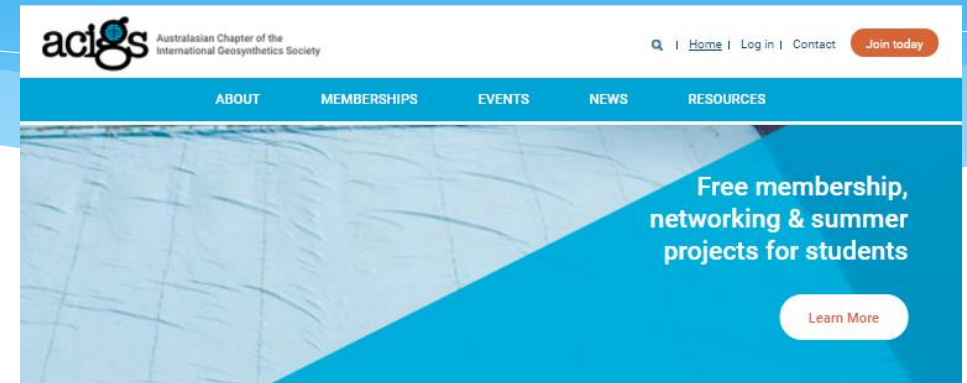 acigs
Australasian Chapter of the
International Geosynthetics Society
| Home | Log in | Contact
Join today
ABOUT MEMBERSHIPS EVENTS NEWS RESOURCES
Free membership,
networking & summer
projects for students
Learn More